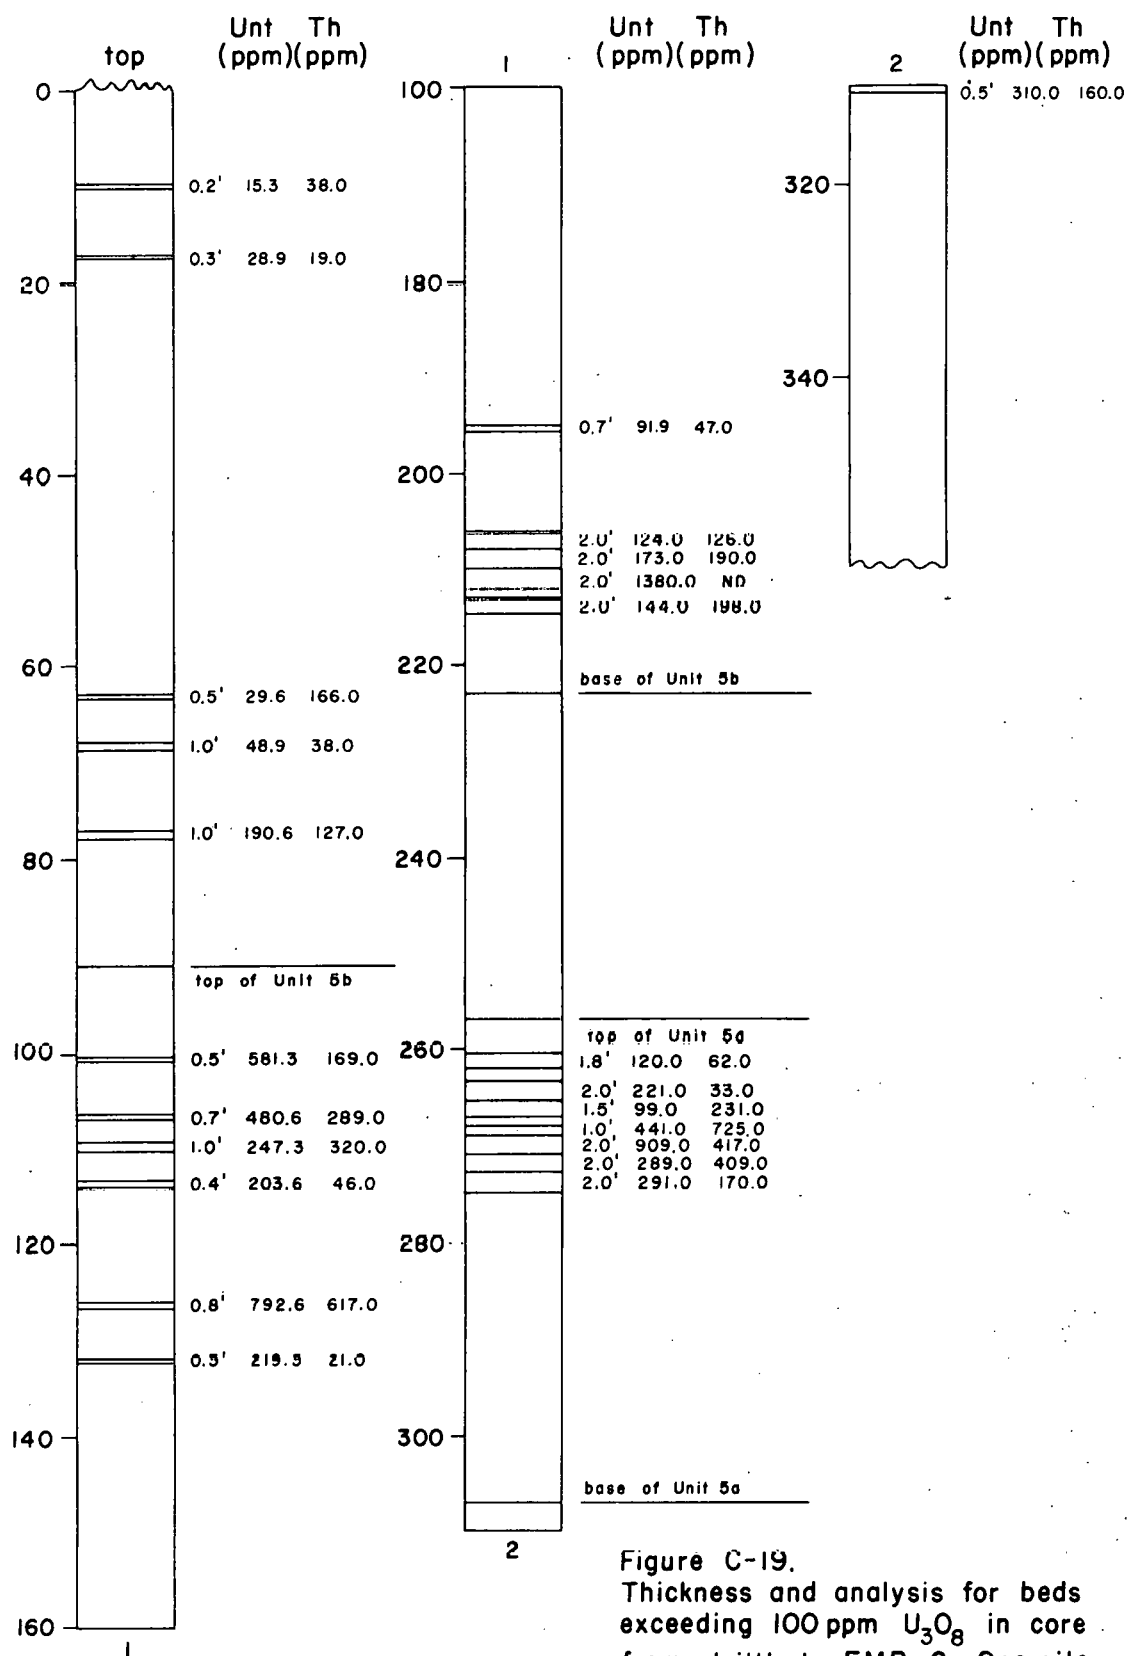 top
Unt Th
(ppm)(ppm)
0
0.2' 15.3 38.0
0.3' 28.9 19.0
20
40
60
0.5' 29.6 166.0
1.0' 48.9 38.0
1.0' 190.6 127.0
80
top of Unit 5b
100
0.5' 581.3 169.0
0.7' 480.6 289.0
1.0' 247.3 320.0
0.4' 203.6 46.0
120
0.8' 792.6 617.0
219.5 21.0
140
160
1
1
Unt Th
(ppm)(ppm)
100
180
0.7' 91.9 47.0
200
2.0' 124.0 126.0
2.0' 173.0 190.0
2.0' 1380.0 ND
2.0' 144.0 198.0
220
base of Unit 5b
240
top of Unit 5a
260
1.8' 120.0 62.0
2.0' 221.0 33.0
1.5' 99.0 231.0
1.0' 441.0 725.0
2.0' 909.0 417.0
2.0' 289.0 409.0
2.0' 291.0 170.0
280
300
base of Unit 5a
2
2
Unt Th
(ppm)(ppm)
0.5' 310.0 160.0
320
340
Figure C-19.
Thickness and analysis for beds
exceeding 100 ppm U3O8 in core